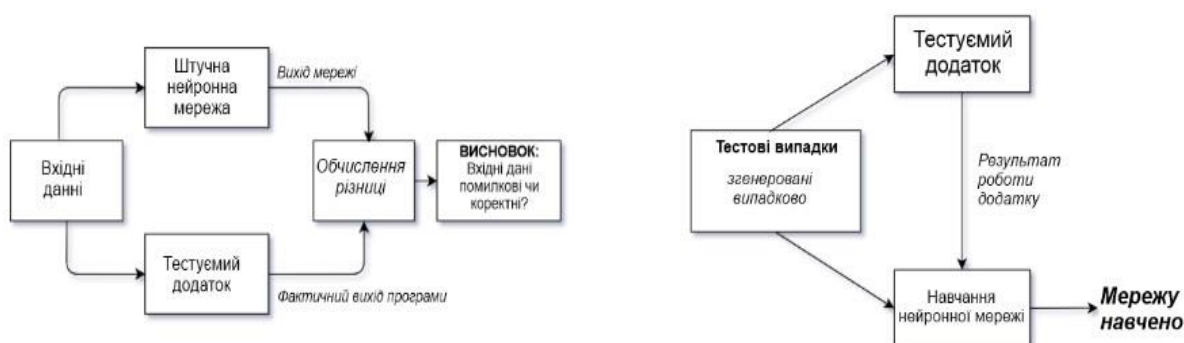 Штучна
нейронна
мережа
Вихід мережі
Вхідні
данні
Обчислення
різниці
ВИСНОВОК:
Вхідні дані
помилкові чи
коректні?
Тестуємий
додаток
Фактичний вихід програми
Тестуємий
додаток
Тестові випадки
згенеровані
випадково
Результат
роботи
додатку
Навчання
нейронної мережі
Мережу
навчено